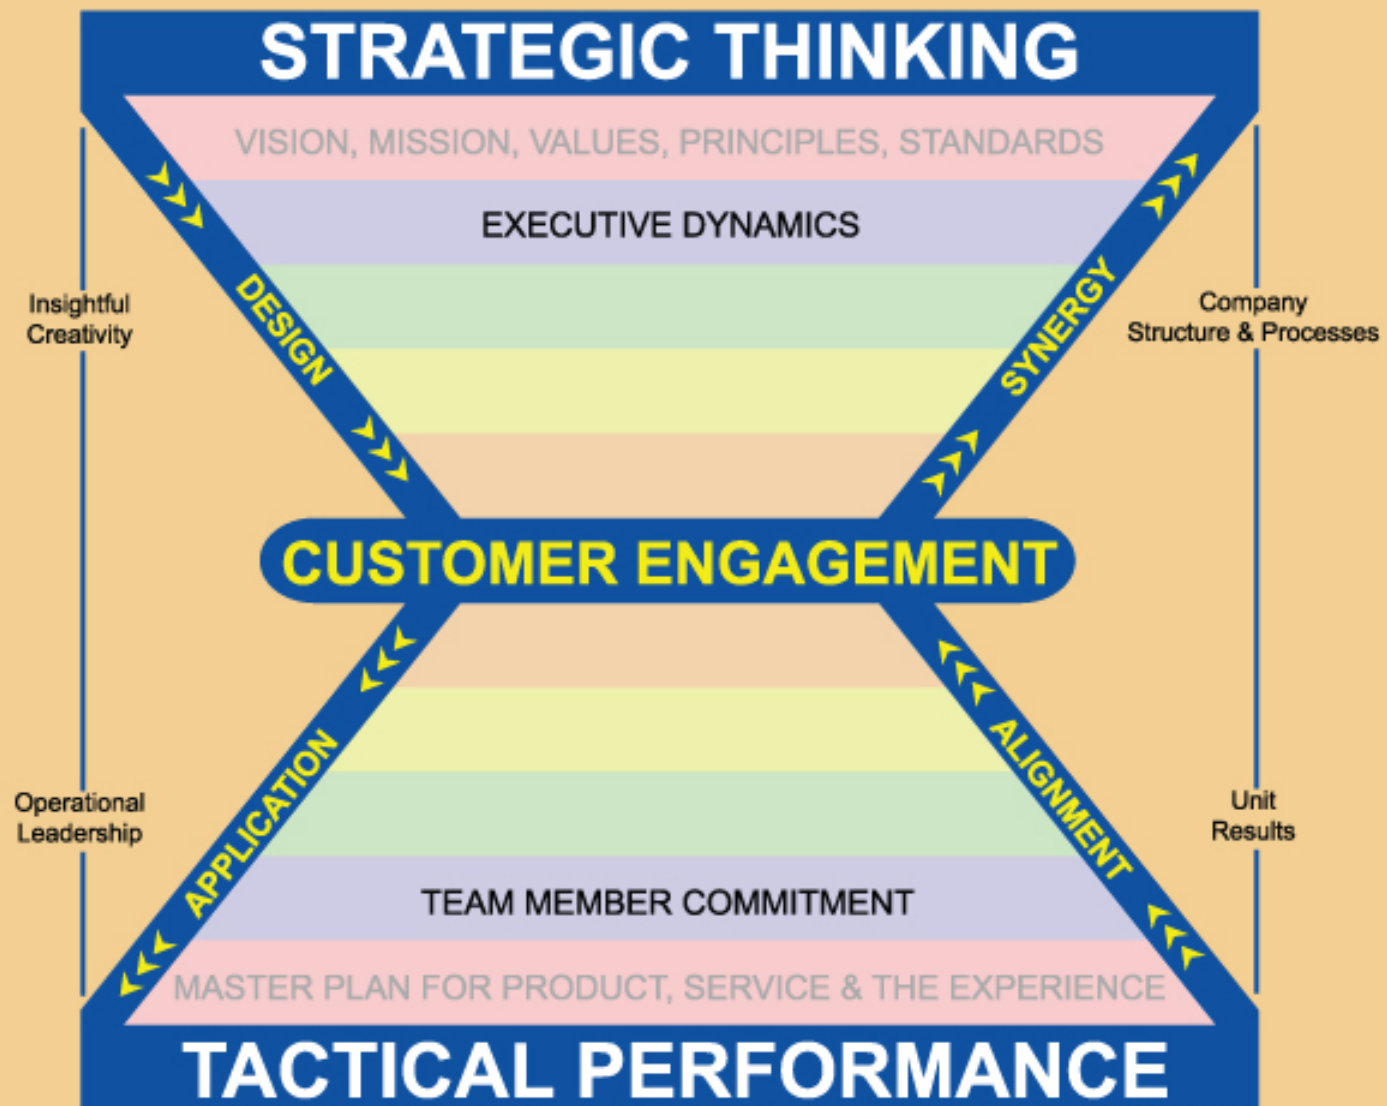 STRATEGIC THINKING
VISION, MISSION, VALUES, PRINCIPLES, STANDARDS
EXECUTIVE DYNAMICS
DESIGN
SYNERGY
Insightful
Creativity
Company
Structure & Processes
CUSTOMER ENGAGEMENT
APPLICATION
ALIGNMENT
Operational
Leadership
Unit
Results
TEAM MEMBER COMMITMENT
MASTER PLAN FOR PRODUCT, SERVICE & THE EXPERIENCE
TACTICAL PERFORMANCE